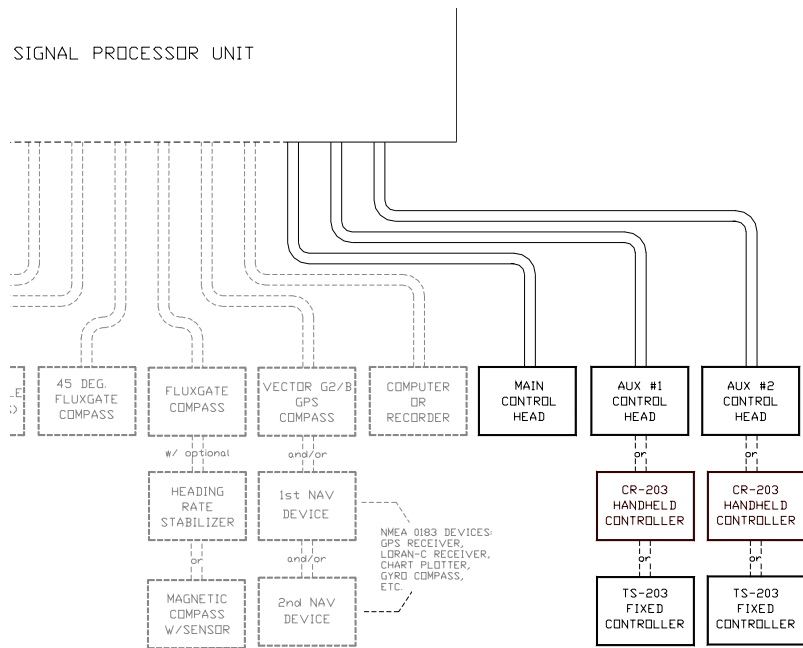 SIGNAL PROCESSOR UNIT
45 DEG.
FLUXGATE
COMPASS
FLUXGATE
COMPASS
VECTOR G2/B
GPS
COMPASS
COMPUTER
OR
RECORDER
MAIN
CONTROL
HEAD
AUX #1
CONTROL
HEAD
AUX #2
CONTROL
HEAD
w/ optional
and/or
or
or
HEADING
RATE
STABILIZER
1st NAV
DEVICE
CR-203
HANDHELD
CONTROLLER
CR-203
HANDHELD
CONTROLLER
NMEA 0183 DEVICES:
GPS RECEIVER,
LORAN-C RECEIVER,
CHART PLOTTER,
GYRO COMPASS,
ETC.
or
and/or
or
or
MAGNETIC
COMPASS
W/SENSOR
2nd NAV
DEVICE
TS-203
FIXED
CONTROLLER
TS-203
FIXED
CONTROLLER